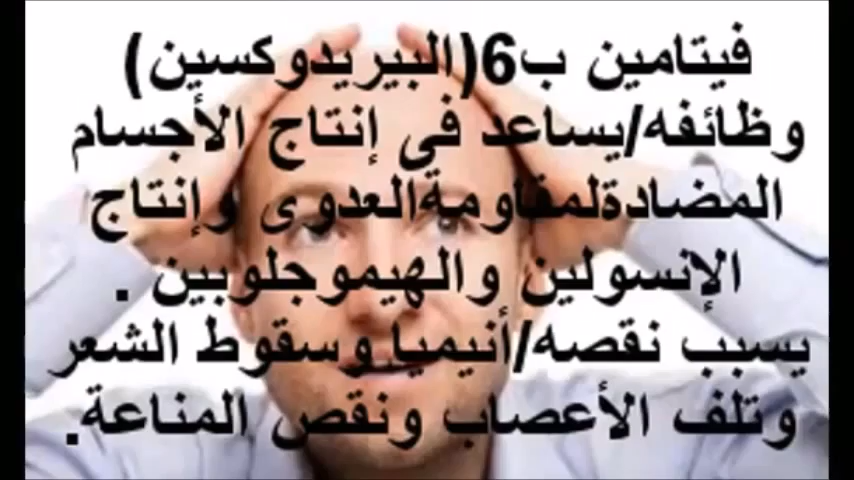 فيتامين ب6(البيريدوكسين)
وظائفه/يساعد فى إنتاج الأجسام
المضادةلمقاومةالعدوى وإنتاج
الإنسولين والهيموجلوبين .
يسبب نقصه/أنيميا وسقوط الشعر
وتلف الأعصاب ونقص المناعة.